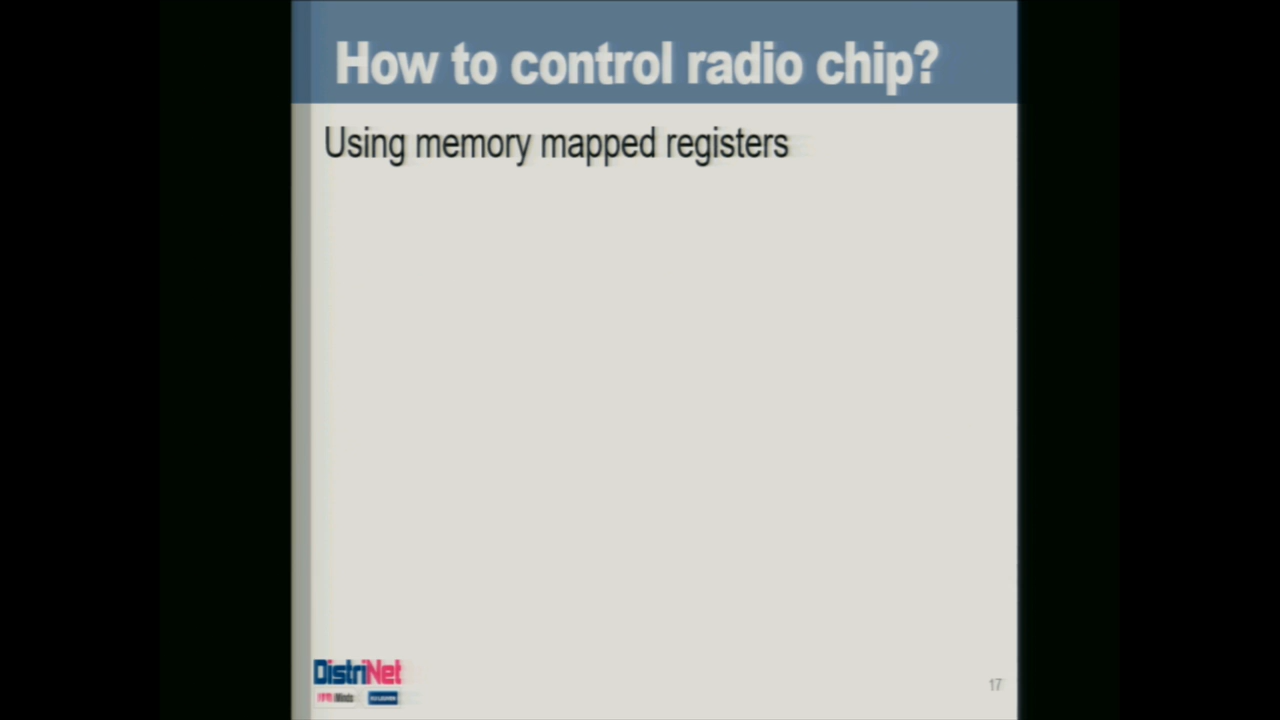 How to control radio chip?
Using memory mapped registers
DistriNet
17